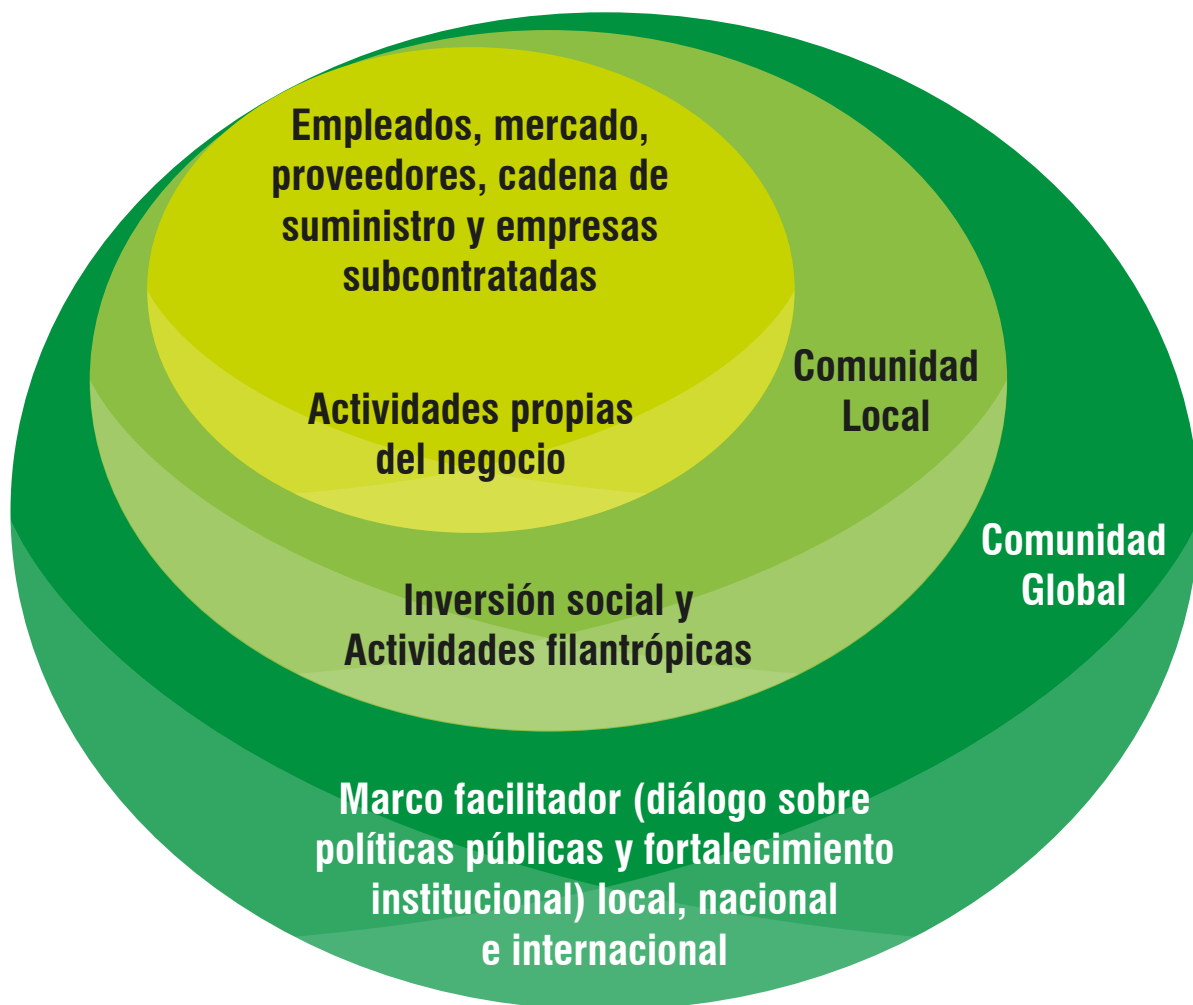 Empleados, mercado,
proveedores, cadena de
suministro y empresas
subcontratadas
Actividades propias
del negocio
Comunidad
Local
Inversión social y
Actividades filantrópicas
Comunidad
Global
Marco facilitador (diálogo sobre
políticas públicas y fortalecimiento
institucional) local, nacional
e internacional